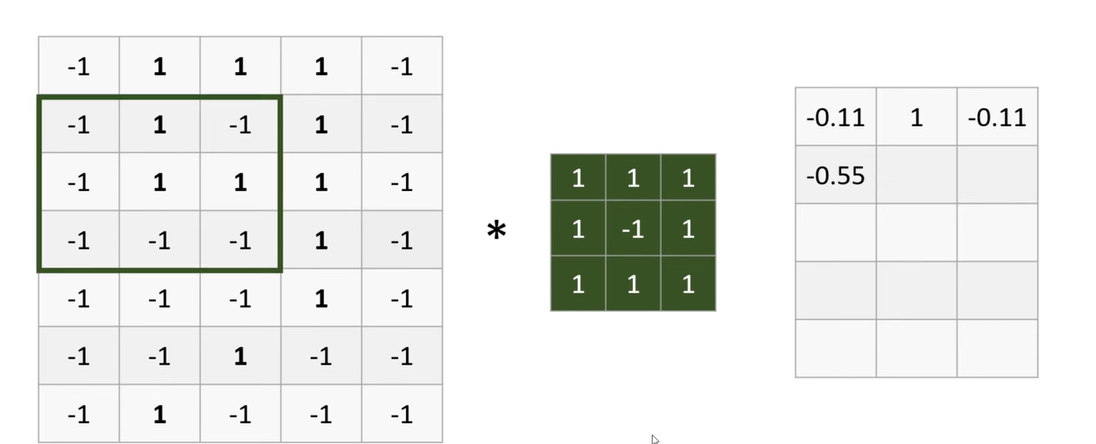 -1 1 1 1 -1
-1 1 -1 1 -1
-1 1 1 1 -1
-1 -1 -1 1 -1
-1 -1 -1 1 -1
-1 -1 1 -1 -1
-1 1 -1 -1 -1
*
1 1 1
1 -1 1
1 1 1
-0.11 1 -0.11
-0.55